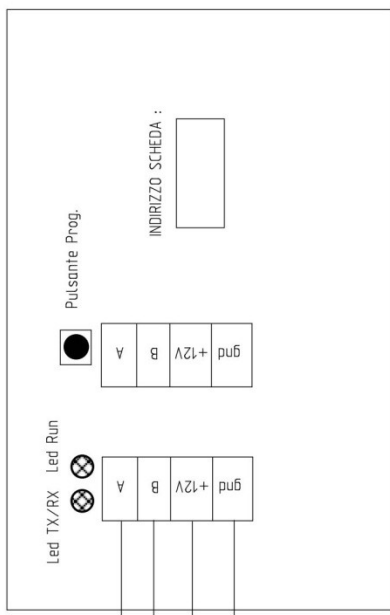 INDIRIZZO SCHEDA :
Pulsante Prog.
A
B
+12V
gnd
Led Run
Led TX/RX
A
B
+12V
gnd